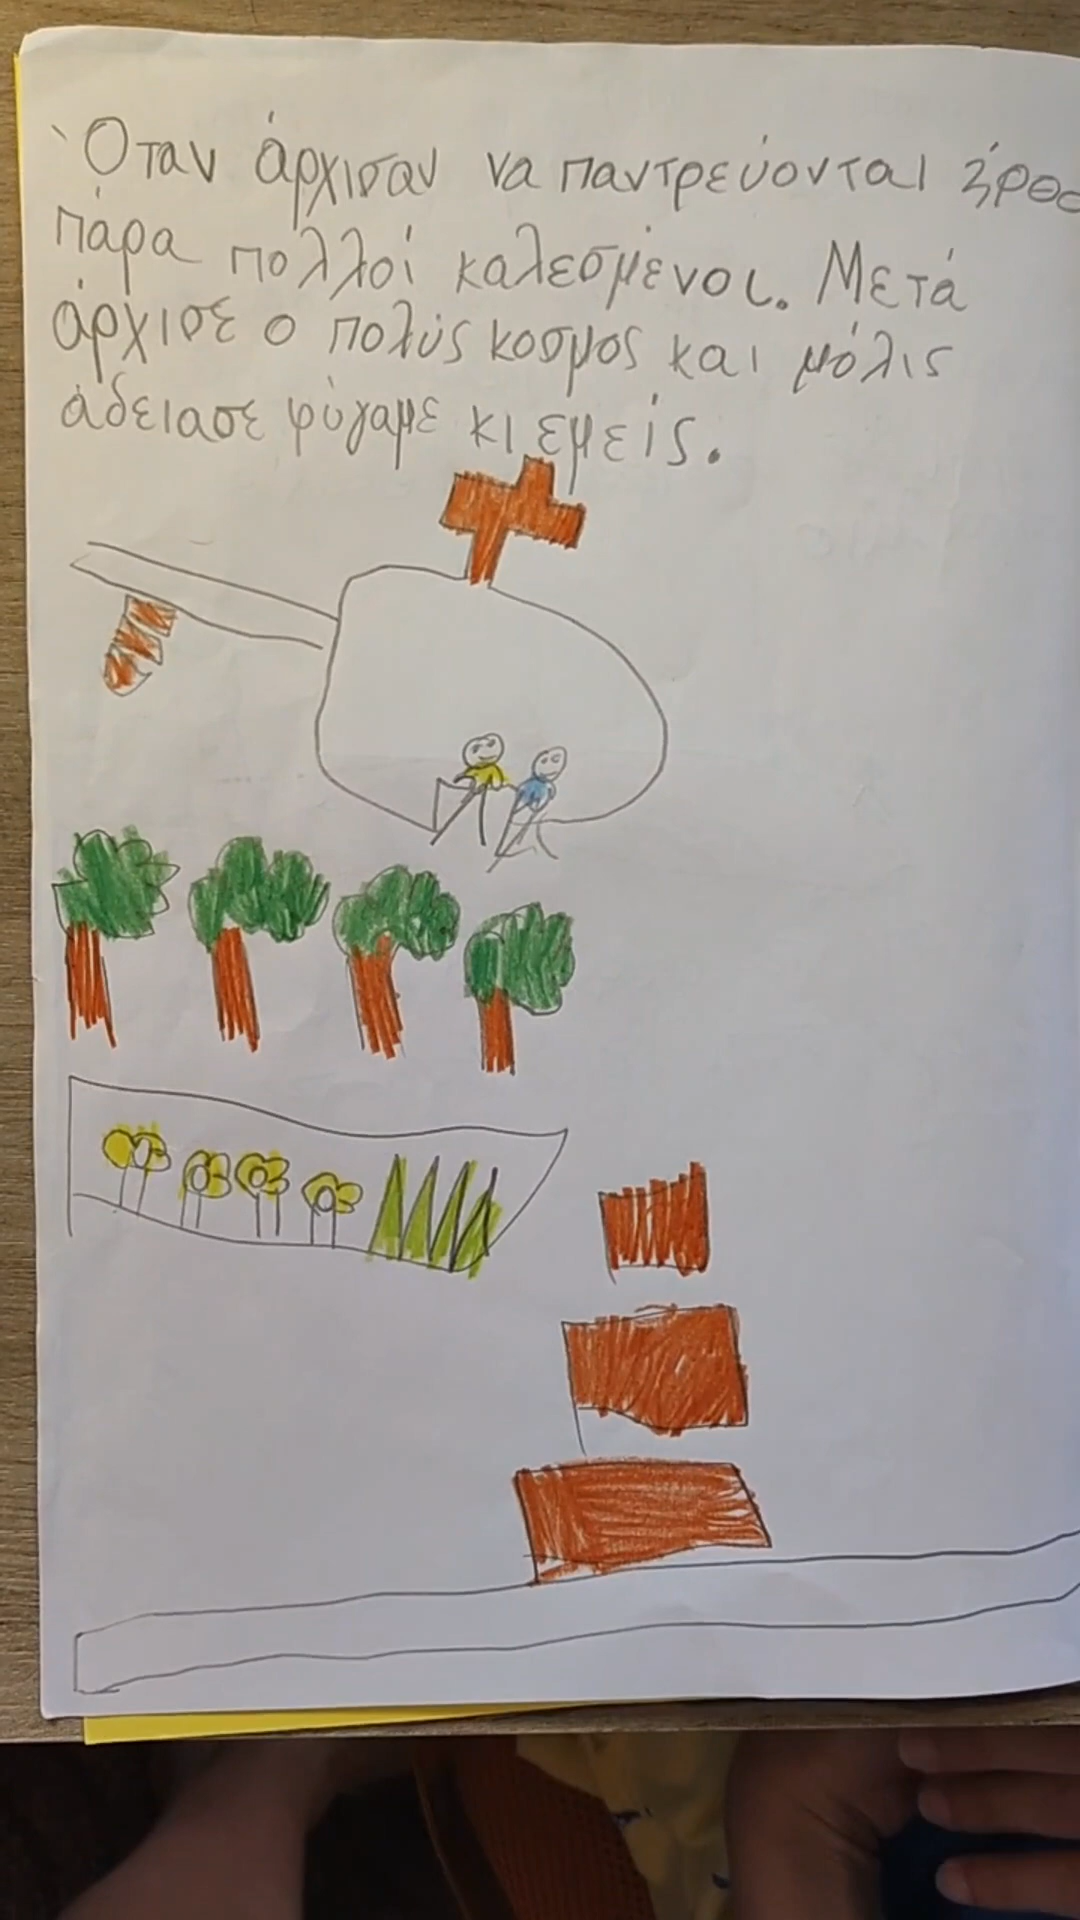 Όταν άρχισαν να παντρεύονται
πάρα πολλοί καλεσμένοι. Μετά
άρχισε ο πολύς κοσμος και μόλις
άδειασε φύγαμε κι εμείς.